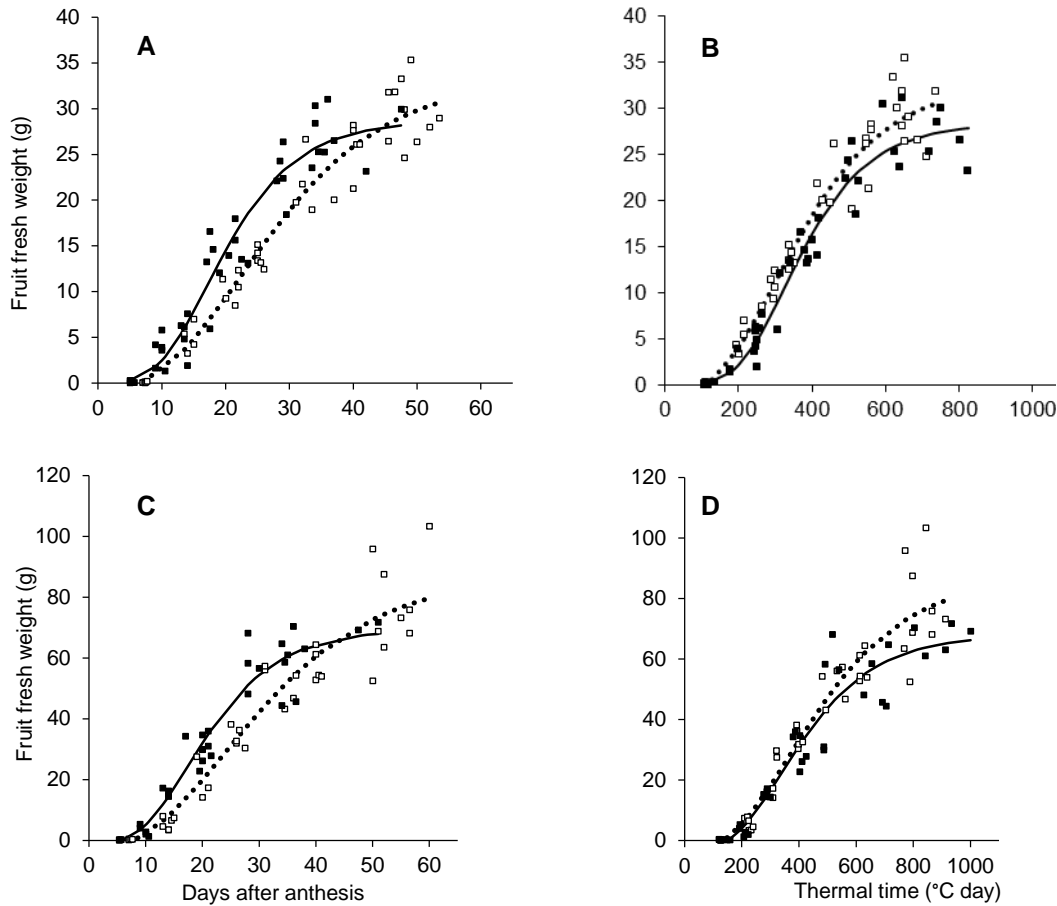 A
Fruit fresh weight (g)
40
35
30
25
20
15
10
5
0
0 10 20 30 40 50 60
B
40
35
30
25
20
15
10
5
0
0 200 400 600 800 1000
C
Fruit fresh weight (g)
120
100
80
60
40
20
0
0 10 20 30 40 50 60
Days after anthesis
D
120
100
80
60
40
20
0
0 200 400 600 800 1000
Thermal time (°C day)